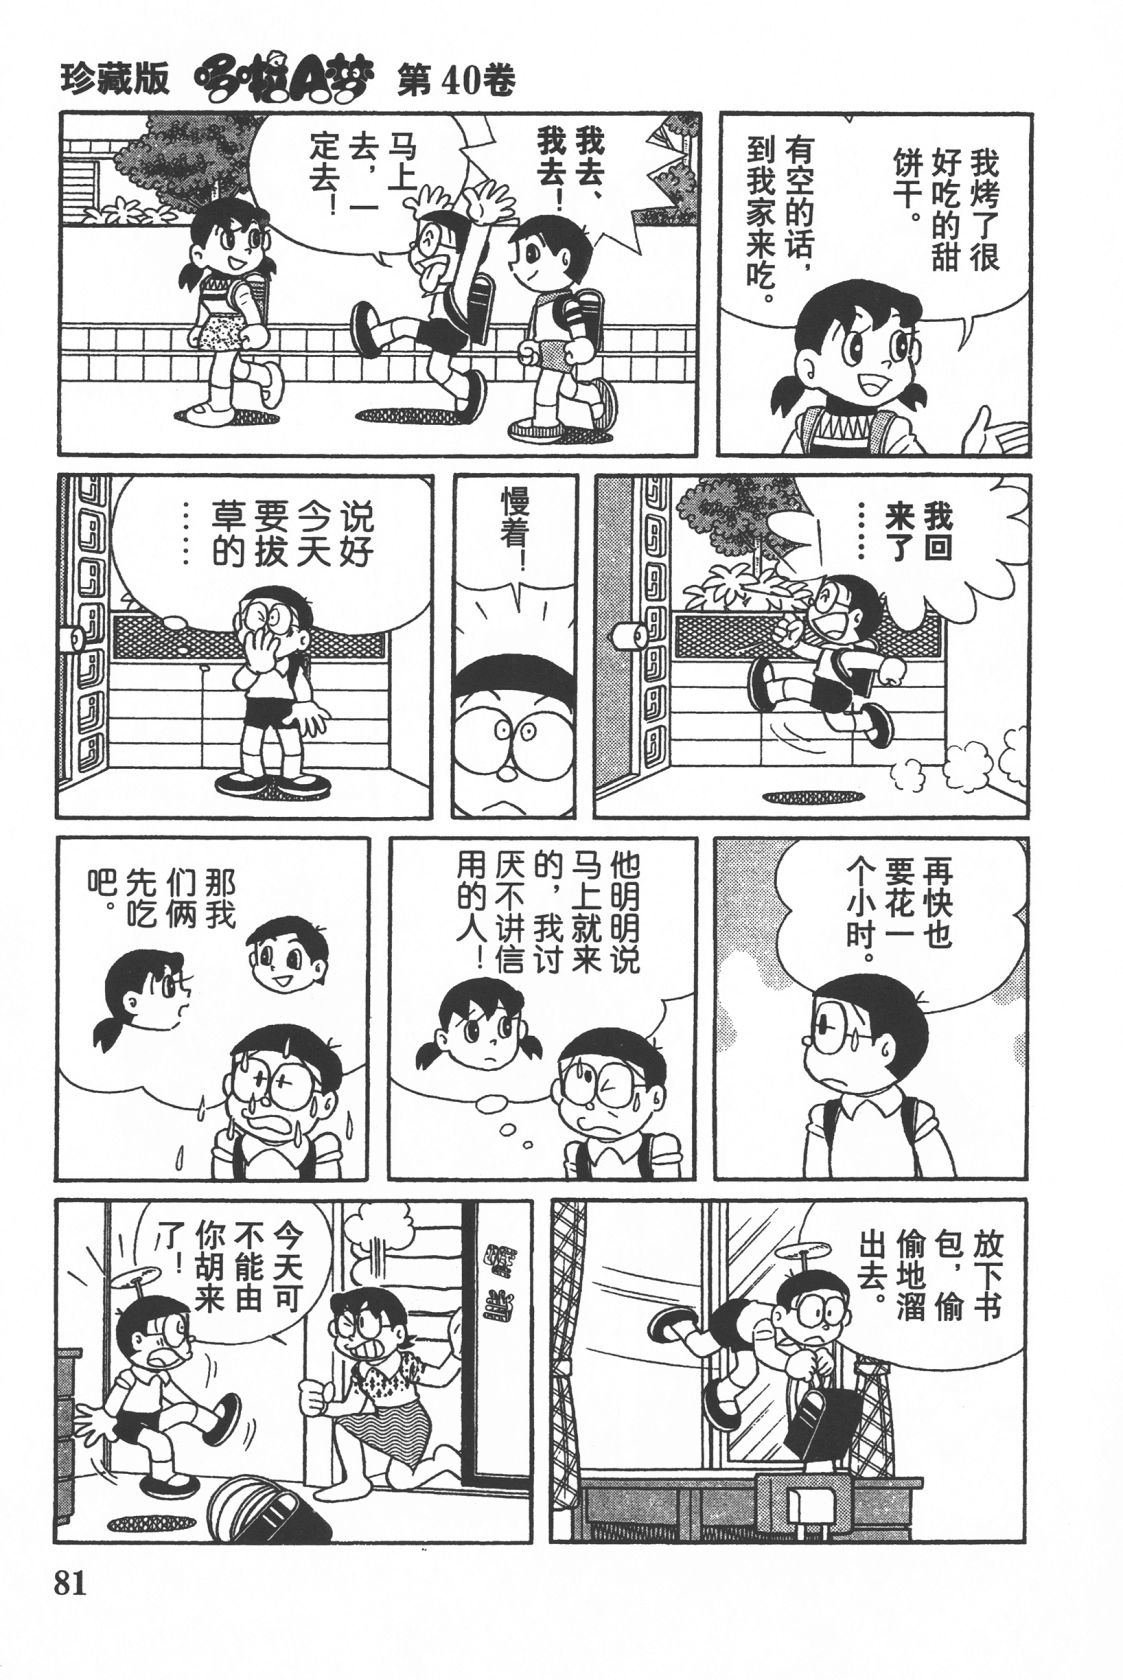 珍藏版 哆啦A梦 第40卷
我烤了很
好吃的甜
饼干。
有空的话，
到我家来吃。
我去、
我去！
马上
去，一
定去！
我回
来了
……
慢着！
说好
今天
要拔
草的
……
再快也
要花一
个小时。
他明明说
马上就来
的，我讨
厌不讲信
用的人！
那我
们俩
先吃
吧。
放下书
包，偷
偷地溜
出去。
今天可
不能由
你胡来
了！
哐当
81